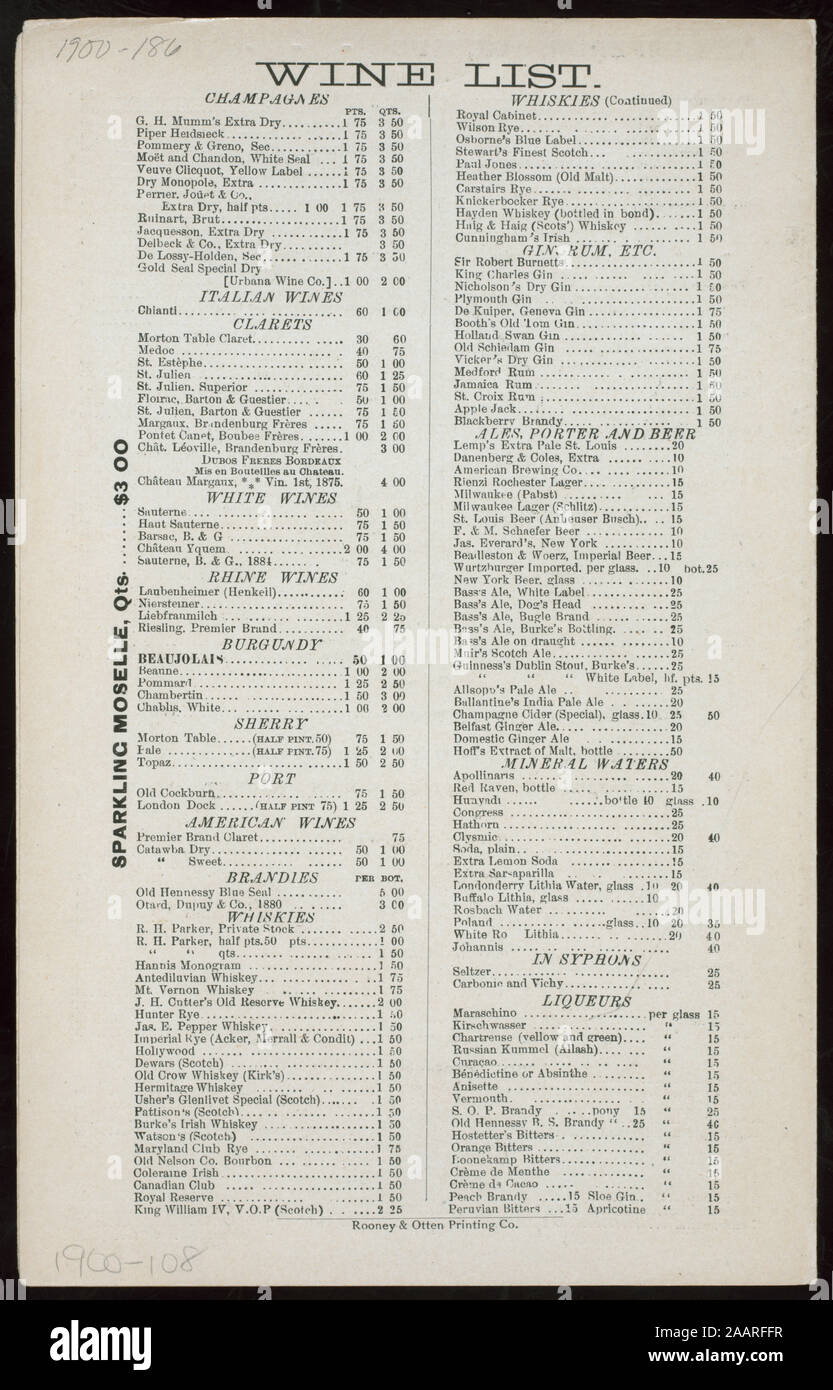 1900-186
WINE LIST.
CHAMPAGNES
PTS. QTS.
G. H. Mumm's Extra Dry..........1 75 3 50
Piper Heidsieck..................1 75 3 50
Pommery & Greno, Sec............1 75 3 50
Moët and Chandon, White Seal ...1 75 3 50
Veuve Clicquot, Yellow Label ......1 75 3 50
Dry Monopole, Extra ..............1 75 3 50
Perrier, Jouët & Co.,
Extra Dry, half pts..... 1 00 1 75 3 50
Ruinart, Brut....................1 75 3 50
Jacquesson, Extra Dry ............1 75 3 50
Delbeck & Co., Extra Dry.......... 3 50
De Lossy-Holden, Sec..............1 75 3 50
Gold Seal Special Dry
[Urbana Wine Co.]..1 00 2 00
ITALIAN WINES
Chianti........................... 60 1 00
CLARETS
Morton Table Claret............... 30 60
Medoc ........................... 40 75
St. Estèphe....................... 50 1 00
St. Julien ....................... 60 1 25
St. Julien, Superior ............. 75 1 50
Floirac, Barton & Guestier..... 50 1 00
St. Julien, Barton & Guestier ...... 75 1 50
Margaux, Brandenburg Frères ..... 75 1 50
Pontet Canet, Boubee Frères.......1 00 2 00
Chât. Léoville, Brandenburg Frères. 3 00
DUBOS FRERES BORDEAUX
Mis en Bouteilles au Chateau.
Château Margaux, *** Vin. 1st, 1875. 4 00
WHITE WINES
Sauterne ......................... 50 1 00
Haut Sauterne..................... 75 1 50
Barsac, B. & G ................... 75 1 50
Château Yquem....................2 00 4 00
Sauterne, B. & G., 1884........... 75 1 50
RHINE WINES
Laubenheimer (Henkell)............ 60 1 00
Niersteiner....................... 75 1 50
Liebfraumilch ...................1 25 2 25
Riesling, Premier Brand........... 40 75
BURGUNDY
BEAUJOLAIS........................ 50 1 00
Beaune...........................1 00 2 00
Pommard .........................1 25 2 50
Chambertin.......................1 50 3 00
Chablis, White...................1 00 2 00
SHERRY
Morton Table......(HALF PINT.50) 75 1 50
Pale .............(HALF PINT.75) 1 25 2 00
Topaz............................1 50 2 50
PORT
Old Cockburn...................... 75 1 50
London Dock ......(HALF PINT 75) 1 25 2 50
AMERICAN WINES
Premier Brand Claret.............. 75
Catawba Dry....................... 50 1 00
" Sweet.................. 50 1 00
BRANDIES PER BOT.
Old Hennessy Blue Seal ........... 5 00
Otard, Dupuy & Co., 1880 ........ 3 00
WHISKIES
R. H. Parker, Private Stock .............2 50
R. H. Parker, half pts.50 pts............1 00
" " qts.......................1 50
Hannis Monogram .....................1 50
Antediluvian Whiskey...................1 75
Mt. Vernon Whiskey ...................1 75
J. H. Cutter's Old Reserve Whiskey.......2 00
Hunter Rye............................1 50
Jas. E. Pepper Whiskey.................1 50
Imperial Rye (Acker, Merrall & Condit) ...1 50
Hollywood ............................1 50
Dewars (Scotch) .......................1 50
Old Crow Whiskey (Kirk's)...............1 50
Hermitage Whiskey ....................1 50
Usher's Glenlivet Special (Scotch).......1 50
Pattison's (Scotch).....................1 50
Burke's Irish Whiskey ..................1 50
Watson's (Scotch) .....................1 50
Maryland Club Rye ....................1 75
Old Nelson Co. Bourbon ...............1 50
Coleraine Irish ........................1 50
Canadian Club ........................1 50
Royal Reserve ........................1 50
King William IV, V.O.P (Scotch) ........2 25
SPARKLING MOSELLE, Qts. ........$3 00
WHISKIES (Continued)
Royal Cabinet..........................1 50
Wilson Rye............................1 50
Osborne's Blue Label...................1 50
Stewart's Finest Scotch.................1 50
Paul Jones.............................1 50
Heather Blossom (Old Malt).............1 50
Carstairs Rye..........................1 50
Knickerbocker Rye.....................1 50
Hayden Whiskey (bottled in bond).......1 50
Haig & Haig (Scots') Whiskey ...........1 50
Cunningham's Irish ....................1 50
GIN, RUM, ETC.
Sir Robert Burnetts....................1 50
King Charles Gin .....................1 50
Nicholson's Dry Gin ...................1 50
Plymouth Gin ........................1 50
De Kuiper, Geneva Gin ................1 75
Booth's Old Tom Gin..................1 50
Holland Swan Gin ....................1 50
Old Schiedam Gin ....................1 75
Vicker's Dry Gin .....................1 50
Medford Rum ........................1 50
Jamaica Rum ........................1 50
St. Croix Rum .......................1 50
Apple Jack...........................1 50
Blackberry Brandy....................1 50
ALES, PORTER AND BEER
Lemp's Extra Pale St. Louis ........20
Danenberg & Coles, Extra ...........10
American Brewing Co...............10
Rienzi Rochester Lager..............15
Milwaukee (Pabst) .................15
Milwaukee Lager (Schlitz)............15
St. Louis Beer (Anheuser Busch).... 15
F. & M. Schaefer Beer ..............10
Jas. Everard's, New York ...........10
Beadleston & Woerz, Imperial Beer...15
Wurtzburger Imported. per glass. ..10 bot.25
New York Beer, glass ...............10
Bass's Ale, White Label..............25
Bass's Ale, Dog's Head .............25
Bass's Ale, Bugle Brand .............25
Bass's Ale, Burke's Bottling..........25
Bass's Ale on draught ..............10
Muir's Scotch Ale...................25
Guinness's Dublin Stout, Burke's......25
" " " White Label, hf. pts. 15
Allsopp's Pale Ale ..................25
Ballantine's India Pale Ale ..........20
Champagne Cider (Special), glass.10 25 50
Belfast Ginger Ale...................20
Domestic Ginger Ale ...............15
Hoff's Extract of Malt, bottle ........50
MINERAL WATERS
Apollinaris ........................20 40
Red Raven, bottle ..................15
Hunyadi ...... ......bottle 40 glass .10
Congress ..........................25
Hathorn ...........................25
Clysmic............................20 40
Soda, plain.........................15
Extra Lemon Soda .................15
Extra Sarsaparilla .................15
Londonderry Lithia Water, glass .10 20 40
Buffalo Lithia, glass ............10
Rosbach Water ....................20
Poland ....................glass..10 20 35
White Ro Lithia....................20 40
Johannis .......................... 40
IN SYPHONS
Seltzer............................. 25
Carbonic and Vichy................ 25
LIQUEURS
Maraschino .....................per glass 15
Kirschwasser ................... " 15
Chartreuse (yellow and green).... " 15
Russian Kummel (Allash)........ " 15
Curaçao ....................... " 15
Bénédictine or Absinthe ......... " 15
Anisette ....................... " 15
Vermouth...................... " 15
S. O. P. Brandy .......pony 15 " 25
Old Hennessy B. S. Brandy " ..25 " 40
Hostetter's Bitters............... " 15
Orange Bitters ................. " 15
Boonekamp Bitters.............. " 15
Crème de Menthe ............... " 15
Crème de Cacao ................ " 15
Peach Brandy .....15 Sloe Gin . " 15
Peruvian Bitters ...15 Apricotine " 15
Rooney & Otten Printing Co.
1900-108
alamy
Image ID: 2AARFFR
www.alamy.com